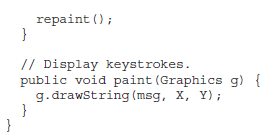 repaint();
}
// Display keystrokes.
public void paint(Graphics g) {
g.drawString(msg, X, Y);
}
}